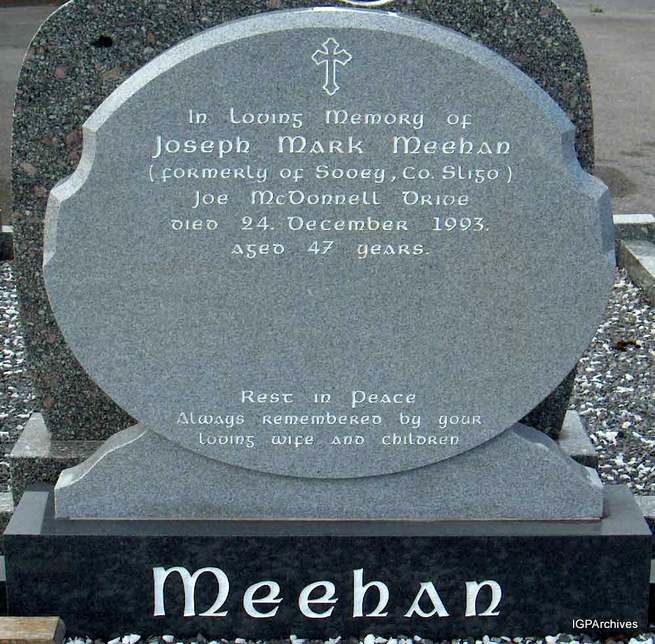 In Loving Memory of
Joseph Mark Meehan
(formerly of Sooey, Co. Sligo)
Joe McDonnell Drive
died 24. December 1993.
aged 47 years.
Rest in Peace
Always remembered by your
loving wife and children
Meehan
IGPArchives